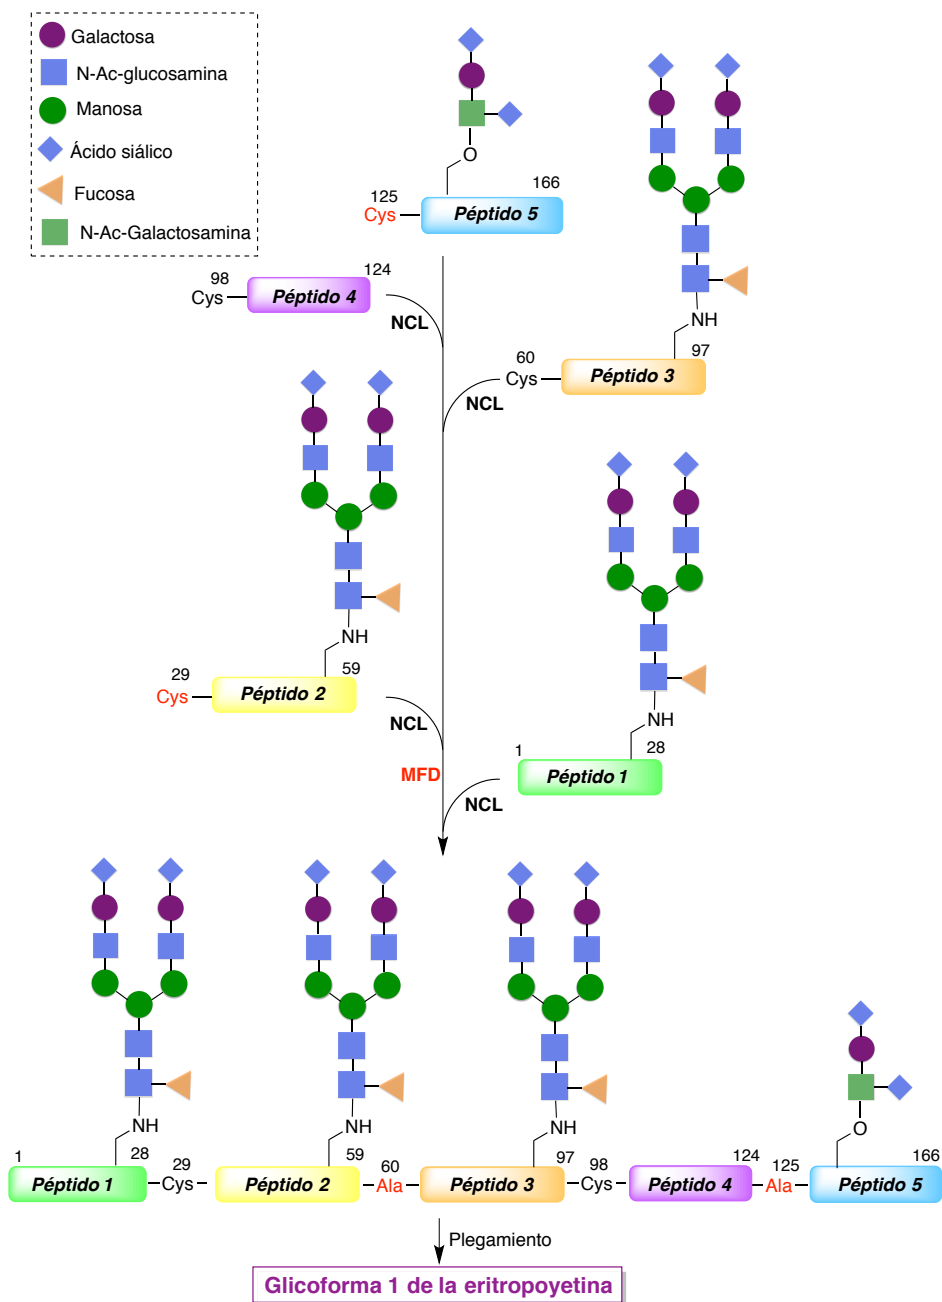 Galactosa
N-Ac-glucosamina
Manosa
Ácido siálico
Fucosa
N-Ac-Galactosamina
O
125
166
Cys
Péptido 5
98
124
Cys
Péptido 4
NCL
NH
60
97
Cys
Péptido 3
NCL
NH
29
59
Cys
Péptido 2
NCL
NH
1
28
MFD
Péptido 1
NCL
NH
NH
NH
O
1
28
29
59
60
97
98
124
125
166
Péptido 1
Cys
Péptido 2
Ala
Péptido 3
Cys
Péptido 4
Ala
Péptido 5
Plegamiento
Glicoforma 1 de la eritropoyetina